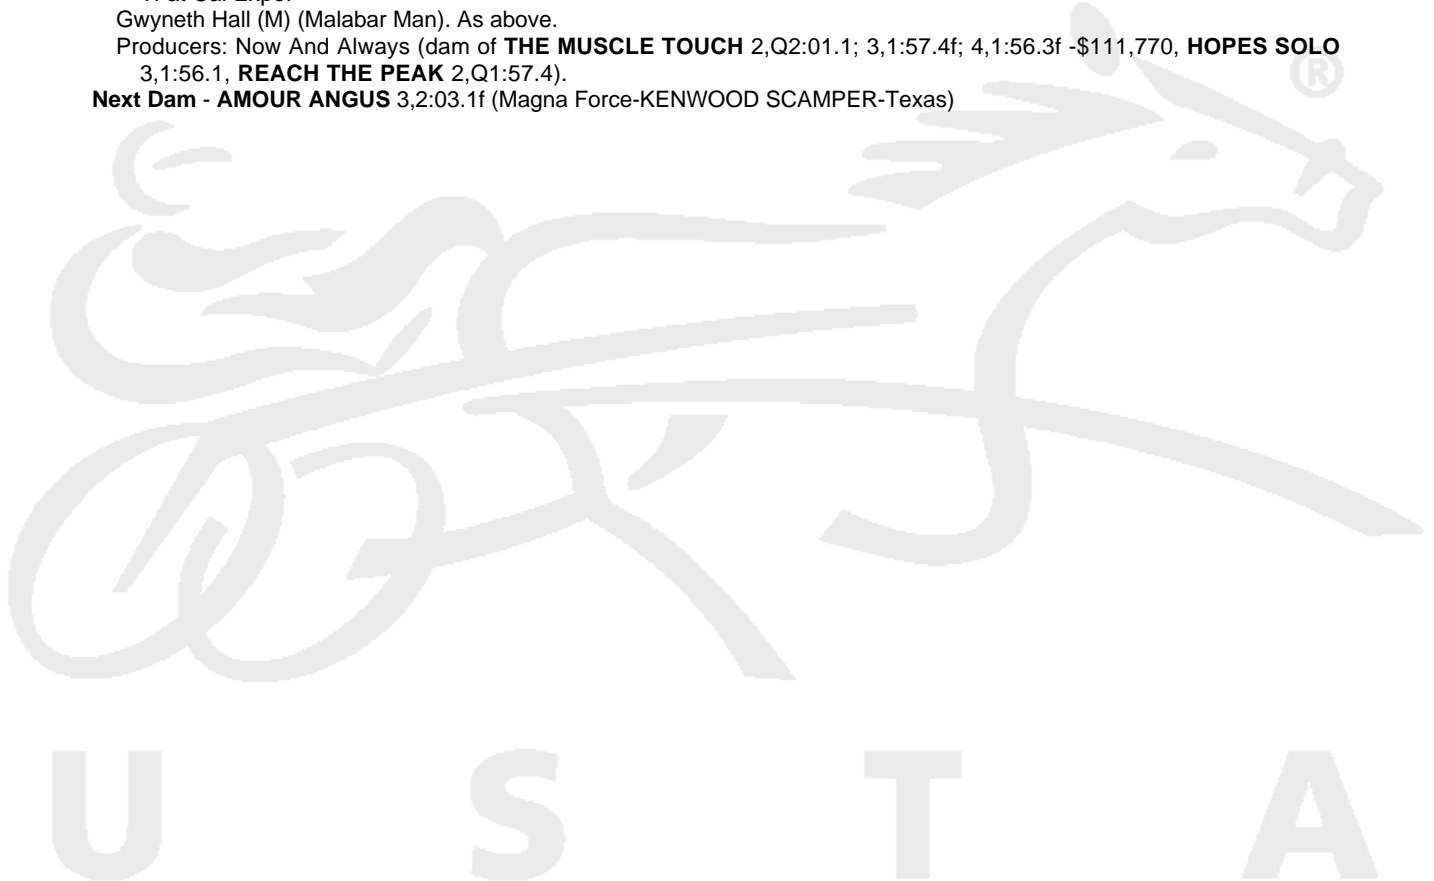 Gwyneth Hall (M) (Malabar Man). As above.
Producers: Now And Always (dam of THE MUSCLE TOUCH 2,Q2:01.1; 3,1:57.4f; 4,1:56.3f -$111,770, HOPES SOLO
3,1:56.1, REACH THE PEAK 2,Q1:57.4).
Next Dam - AMOUR ANGUS 3,2:03.1f (Magna Force-KENWOOD SCAMPER-Texas)
®
U S T A